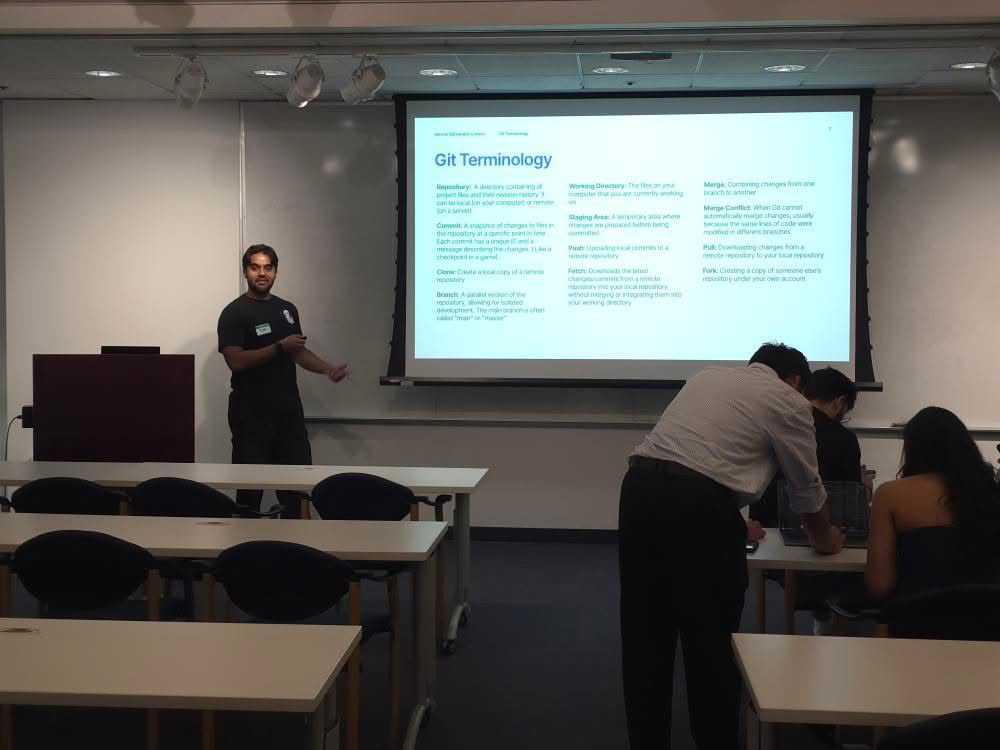 Intro to Git/Version Control Git Terminology
7
Git Terminology
Repository: A directory containing all
project files and their revision history. It
can be local (on your computer) or remote
(on a server)
Commit: A snapshot of changes to files in
the repository at a specific point in time.
Each commit has a unique ID and a
message describing the changes. ( Like a
checkpoint in a game)
Clone: Create a local copy of a remote
repository
Branch: A parallel version of the
repository, allowing for isolated
development. The main branch is often
called "main" or "master"
Working Directory: The files on your
computer that you are currently working
on
Staging Area: A temporary area where
changes are prepared before being
committed
Push: Uploading local commits to a
remote repository
Fetch: Downloads the latest
changes/commits from a remote
repository into your local repository
without merging or integrating them into
your working directory
Merge: Combining changes from one
branch to another
Merge Conflict: When Git cannot
automatically merge changes, usually
because the same lines of code were
modified in different branches
Pull: Downloading changes from a
remote repository to your local repository
Fork: Creating a copy of someone else's
repository under your own account